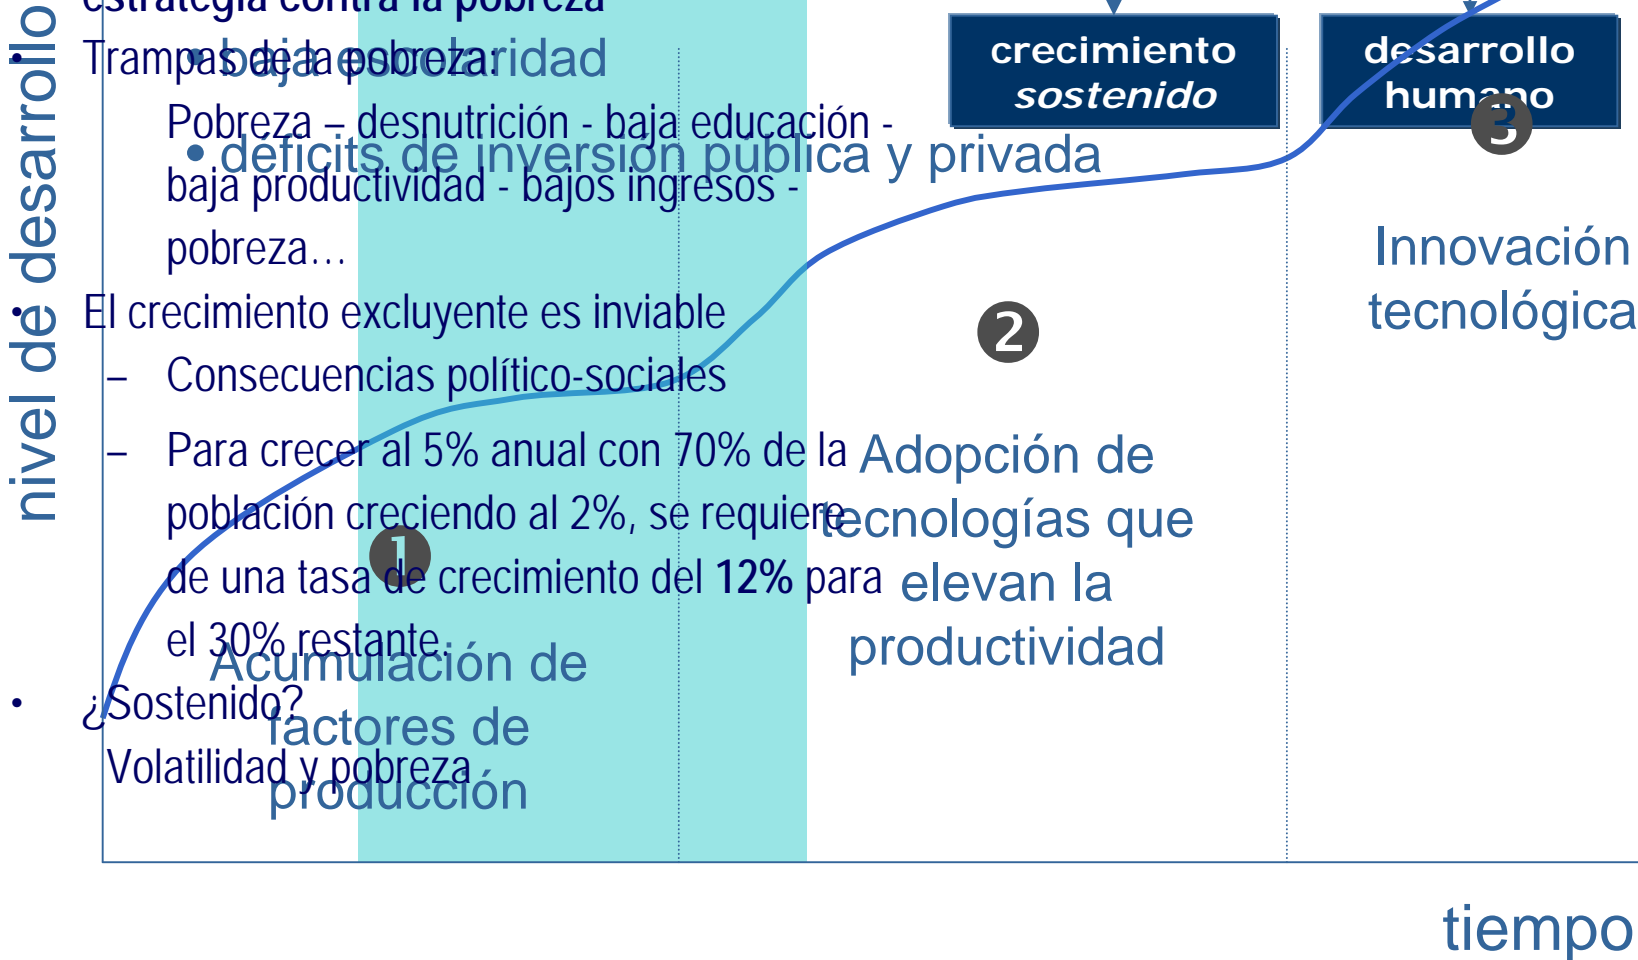 estrategia contra la pobreza
• Trampas de la pobreza:
Pobreza – desnutrición - baja educación -
baja productividad - bajos ingresos -
pobreza…
• El crecimiento excluyente es inviable
– Consecuencias político-sociales
– Para crecer al 5% anual con 70% de la
población creciendo al 2%, se requiere
de una tasa de crecimiento del 12% para
el 30% restante.
• ¿Sostenido?
Volatilidad y pobreza
• baja escolaridad
• déficits de inversión pública y privada
crecimiento
sostenido
desarrollo
humano
nivel de desarrollo
1
Acumulación de
factores de
producción
2
Adopción de
tecnologías que
elevan la
productividad
3
Innovación
tecnológica
tiempo